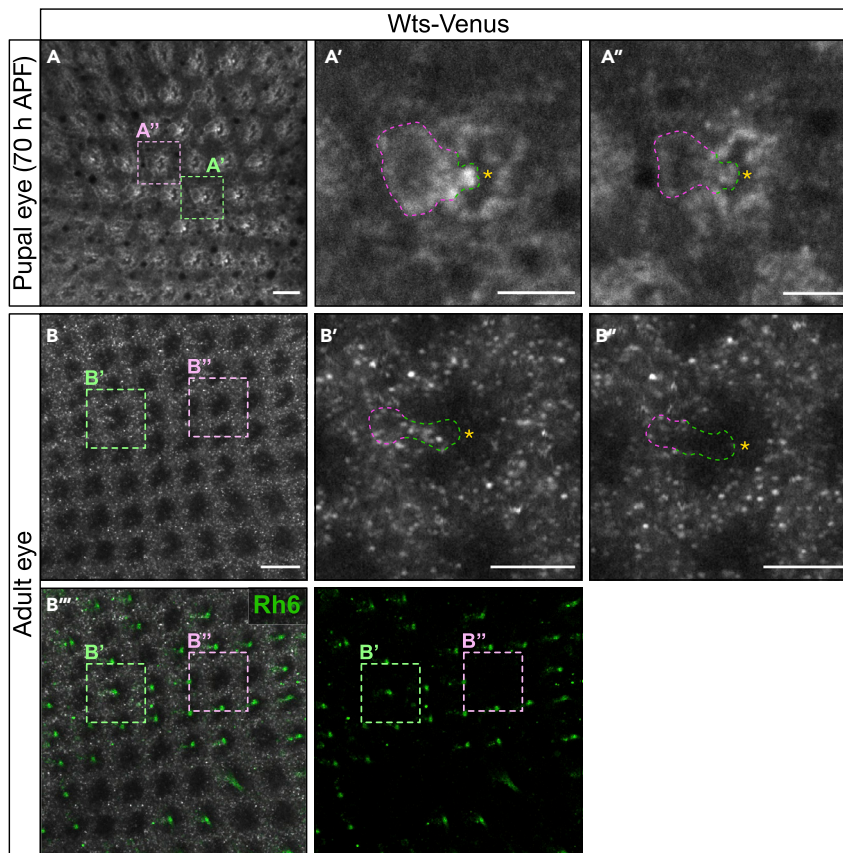 Wts-Venus
Pupal eye (70 h APF)
A
A’’
A’
A’
*
A’’
*
Adult eye
B
B’
B’’
B’
*
B’’
*
B’’’
Rh6
B’
B’’
B’
B’’